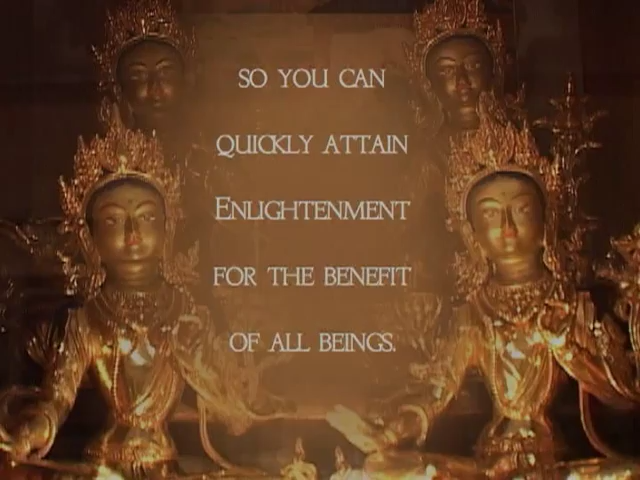 SO YOU CAN
QUICKLY ATTAIN
ENLIGHTENMENT
FOR THE BENEFIT
OF ALL BEINGS.